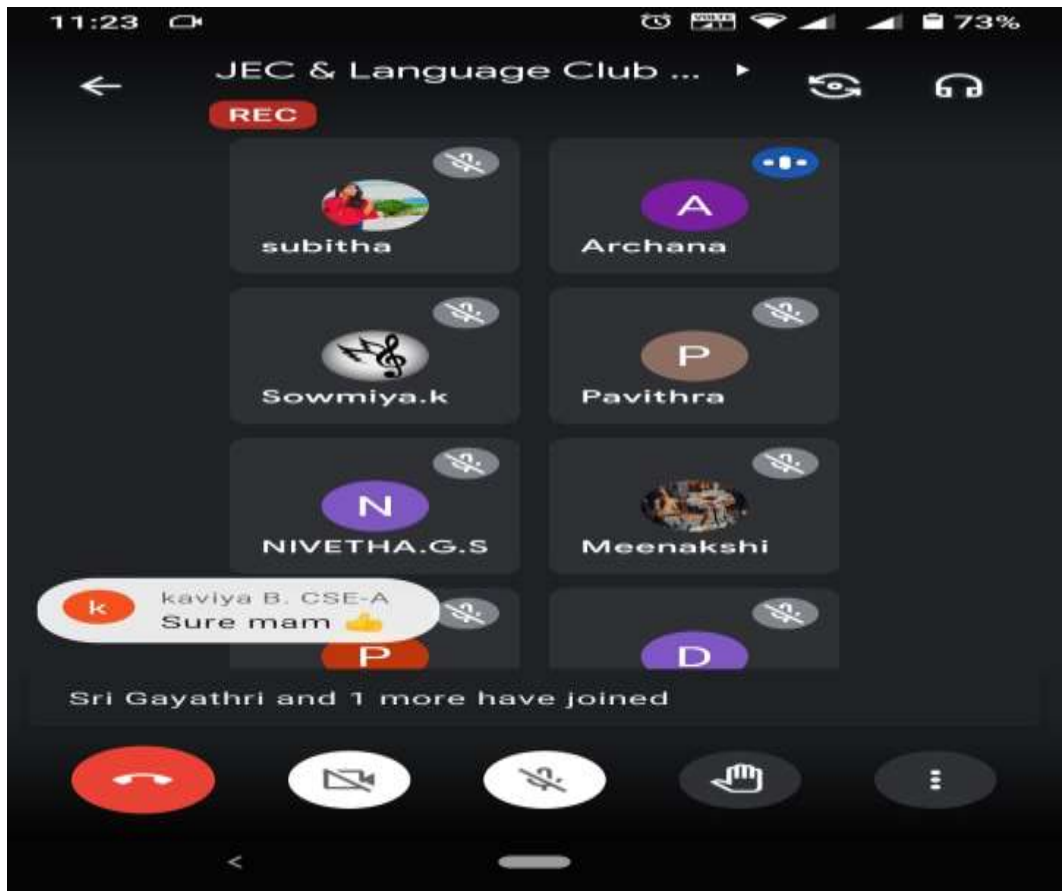 11:23 VOLTE 73%
JEC & Language Club ...
REC
subitha
A
Archana
Sowmiya.k
P
Pavithra
N
NIVETHA.G.S
Meenakshi
k
kaviya B. CSE-A
Sure mam 👍
P
D
Sri Gayathri and 1 more have joined